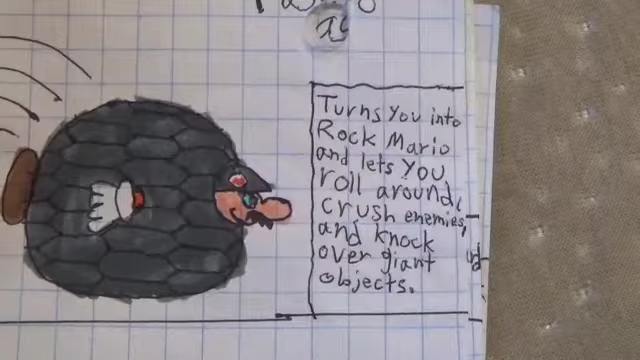 Turns You into
Rock Mario
and lets You
roll around,
crush enemies,
and knock
over giant
objects.